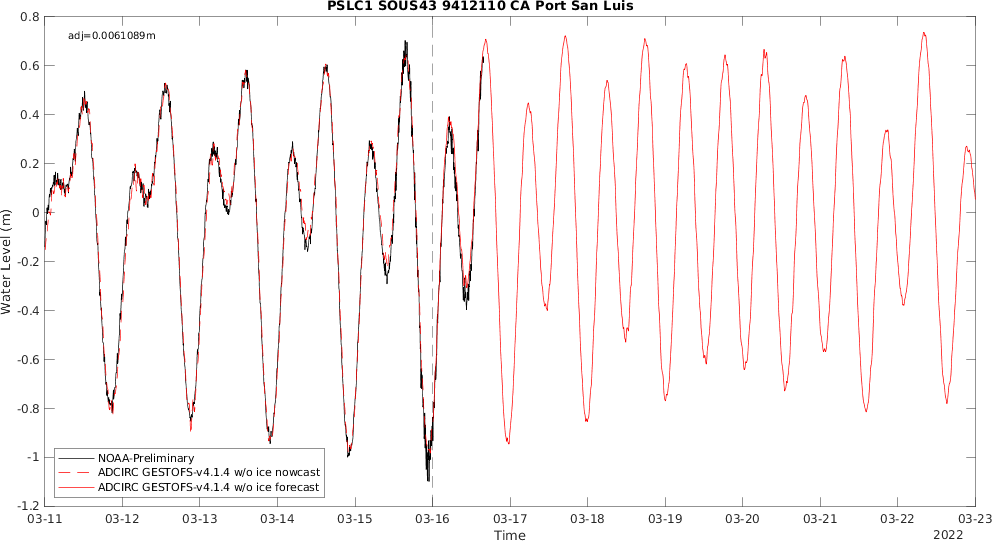 PSLC1 SOUS43 9412110 CA Port San Luis
adj=0.0061089m
0.8
0.6
0.4
0.2
0
-0.2
-0.4
-0.6
-0.8
-1
-1.2
Water Level (m)
NOAA-Preliminary
ADCIRC GESTOFS-v4.1.4 w/o ice nowcast
ADCIRC GESTOFS-v4.1.4 w/o ice forecast
03-11 03-12 03-13 03-14 03-15 03-16 03-17 03-18 03-19 03-20 03-21 03-22 03-23
Time
2022